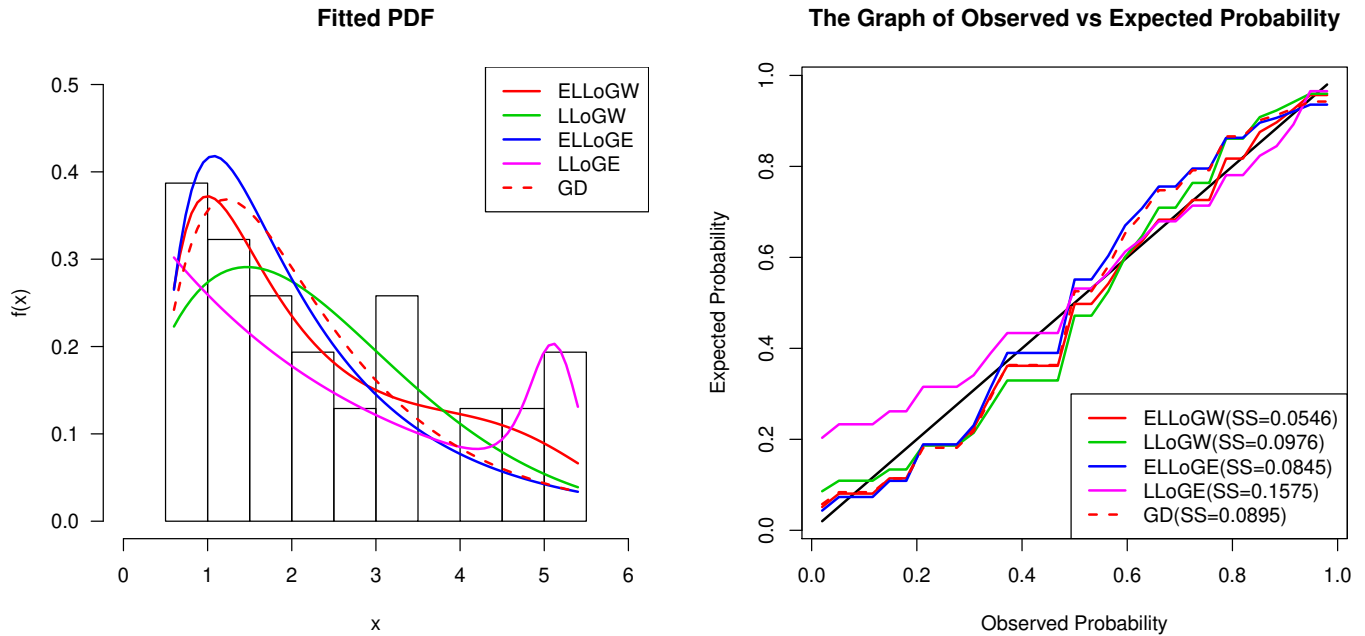 Fitted PDF
0.5
0.4
0.3
0.2
0.1
0.0
f(x)
0
1
2
3
4
5
6
x
ELLoGW
LLoGW
ELLoGE
LLoGE
GD
The Graph of Observed vs Expected Probability
1.0
0.8
0.6
0.4
0.2
0.0
Expected Probability
0.0
0.2
0.4
0.6
0.8
1.0
Observed Probability
ELLoGW(SS=0.0546)
LLoGW(SS=0.0976)
ELLoGE(SS=0.0845)
LLoGE(SS=0.1575)
GD(SS=0.0895)